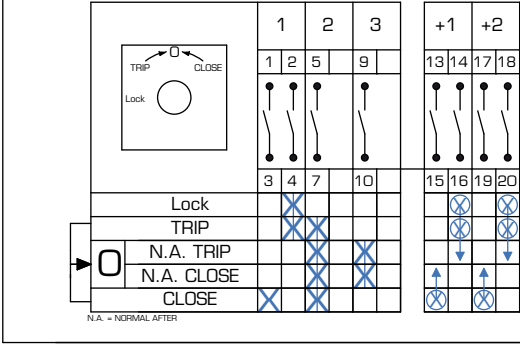 1 2 3 +1 +2
TRIP 0 CLOSE
Lock
1 2 5 9 13 14 17 18
3 4 7 10 15 16 19 20
Lock
TRIP
0 N.A. TRIP
N.A. CLOSE
CLOSE
N.A. = NORMAL AFTER